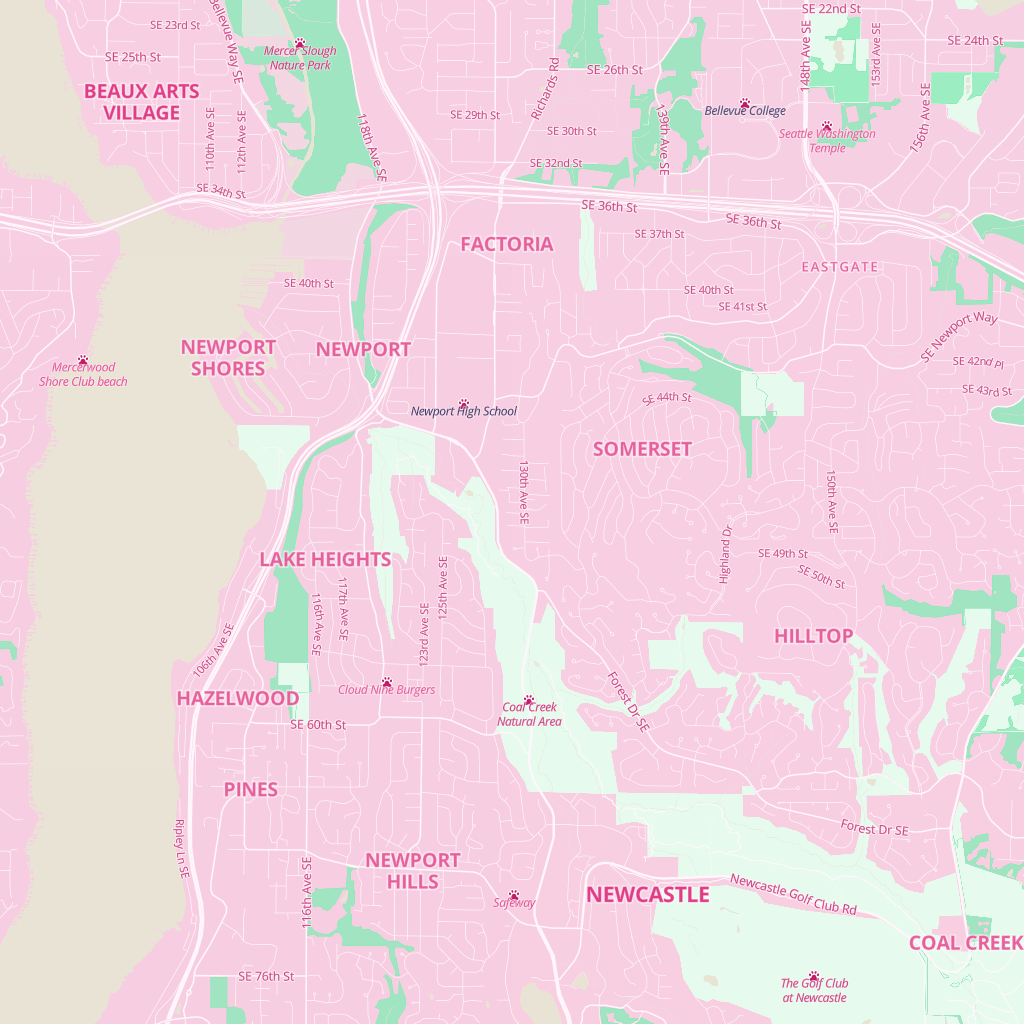 SE 22nd St
SE 23rd St
Bellevue Way SE
148th Ave SE
153rd Ave SE
SE 24th St
SE 25th St
Mercer Slough
Nature Park
Richards Rd
SE 26th St
BEAUX ARTS
VILLAGE
110th Ave SE
112th Ave SE
118th Ave SE
SE 29th St
SE 30th St
139th Ave SE
Bellevue College
Seattle Washington
Temple
156th Ave SE
SE 32nd St
SE 34th St
SE 36th St
SE 36th St
SE 37th St
FACTORIA
EASTGATE
SE 40th St
SE 40th St
SE 41st St
SE Newport Way
NEWPORT
SHORES
NEWPORT
Mercerwood
Shore Club beach
SE 42nd Pl
SE 43rd St
SE 44th St
Newport High School
SOMERSET
130th Ave SE
150th Ave SE
Highland Dr
SE 49th St
SE 50th St
LAKE HEIGHTS
125th Ave SE
117th Ave SE
116th Ave SE
123rd Ave SE
106th Ave SE
HILLTOP
HAZELWOOD
Cloud Nine Burgers
Coal Creek
Natural Area
Forest Dr SE
SE 60th St
PINES
Ripley Ln SE
Forest Dr SE
NEWPORT
HILLS
116th Ave SE
Safeway
NEWCASTLE
Newcastle Golf Club Rd
COAL CREEK
SE 76th St
The Golf Club
at Newcastle